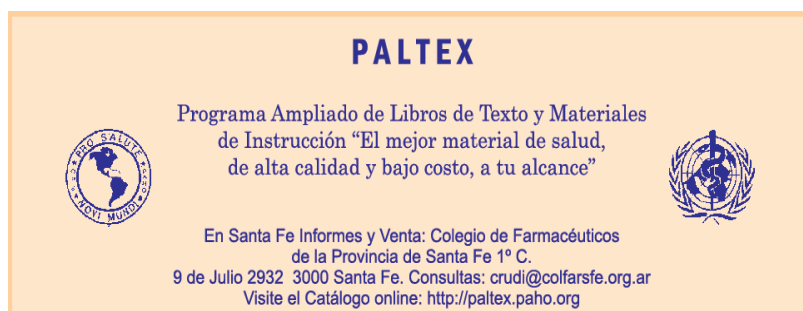 PALTEX
Programa Ampliado de Libros de Texto y Materiales
de Instrucción “El mejor material de salud,
de alta calidad y bajo costo, a tu alcance”
PRO SALUTE
NOVI MUNDI
En Santa Fe Informes y Venta: Colegio de Farmacéuticos
de la Provincia de Santa Fe 1º C.
9 de Julio 2932 3000 Santa Fe. Consultas: crudi@colfarsfe.org.ar
Visite el Catálogo online: http://paltex.paho.org